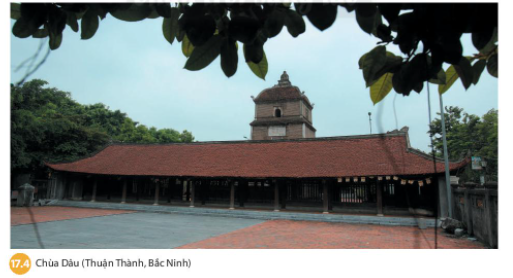 17.4 Chùa Dâu (Thuận Thành, Bắc Ninh)